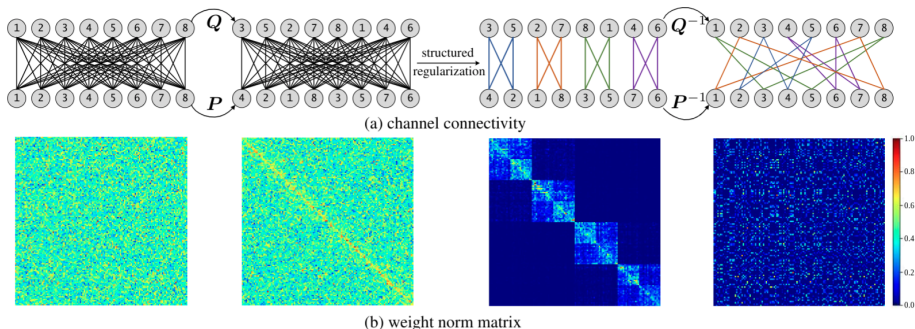 1 2 3 4 5 6 7 8 Q 3 5 2 7 8 1 4 6 3 5 2 7 8 1 4 6 Q⁻¹ 1 2 3 4 5 6 7 8
structured
regularization
1 2 3 4 5 6 7 8 P 4 2 1 8 3 5 7 6 4 2 1 8 3 5 7 6 P⁻¹ 1 2 3 4 5 6 7 8
(a) channel connectivity
1.0
0.8
0.6
0.4
0.2
0.0
(b) weight norm matrix